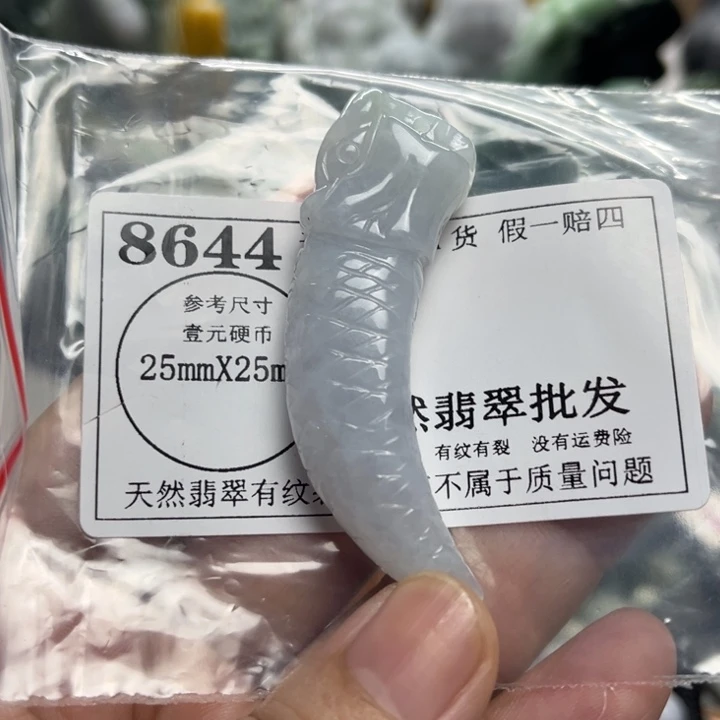 8644 货 假一赔四
参考尺寸
壹元硬币
25mmX25m
然翡翠批发
有纹有裂 没有运费险
天然翡翠有纹 不属于质量问题